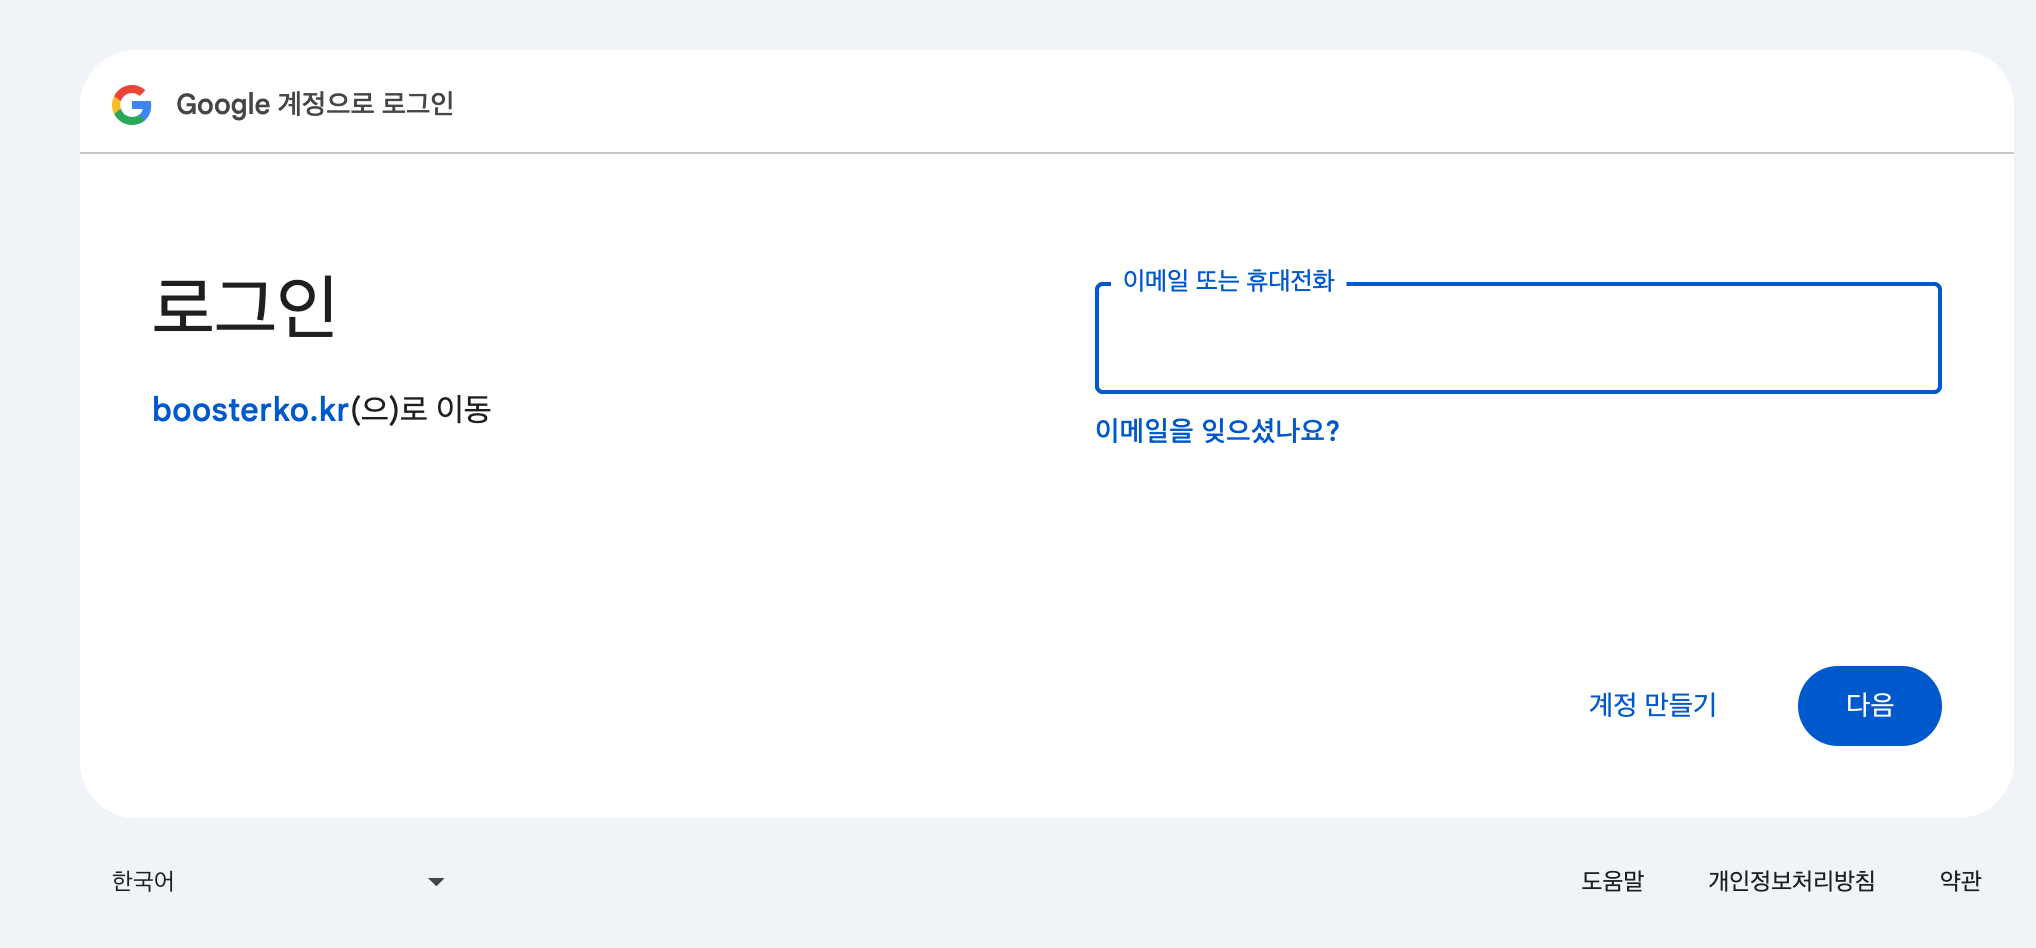 Google 계정으로 로그인
로그인
boosterko.kr(으)로 이동
이메일 또는 휴대전화
이메일을 잊으셨나요?
계정 만들기
다음
한국어
도움말
개인정보처리방침
약관